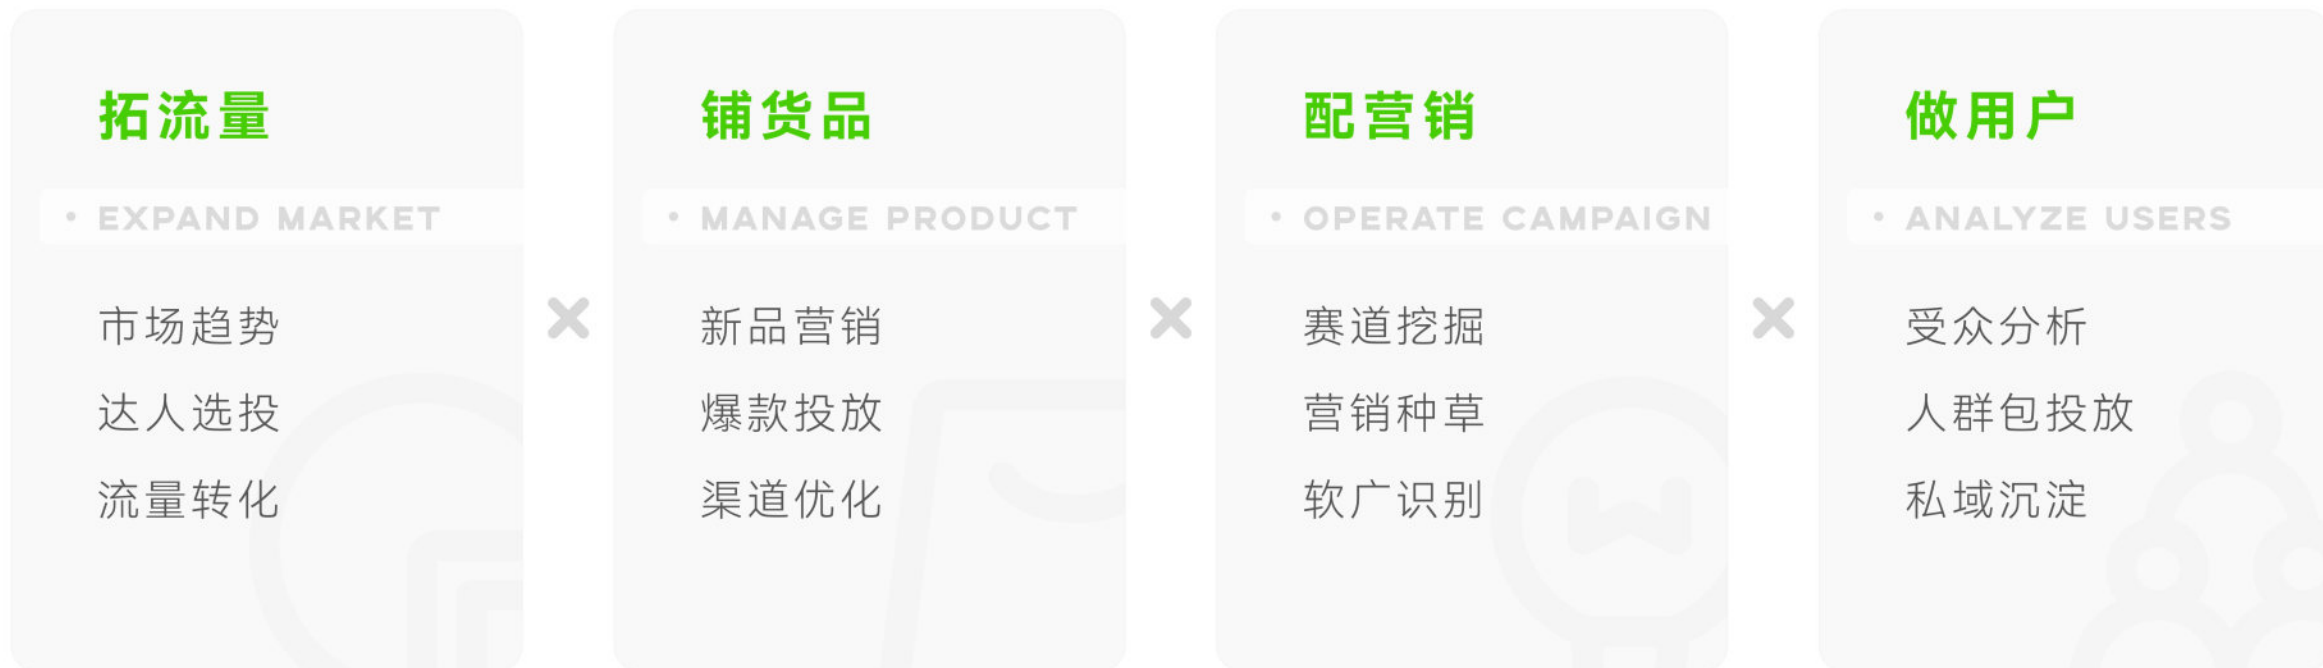 拓流量
• EXPAND MARKET
市场趋势
达人选投
流量转化
×
铺货品
• MANAGE PRODUCT
新品营销
爆款投放
渠道优化
×
配营销
• OPERATE CAMPAIGN
赛道挖掘
营销种草
软广识别
×
做用户
• ANALYZE USERS
受众分析
人群包投放
私域沉淀